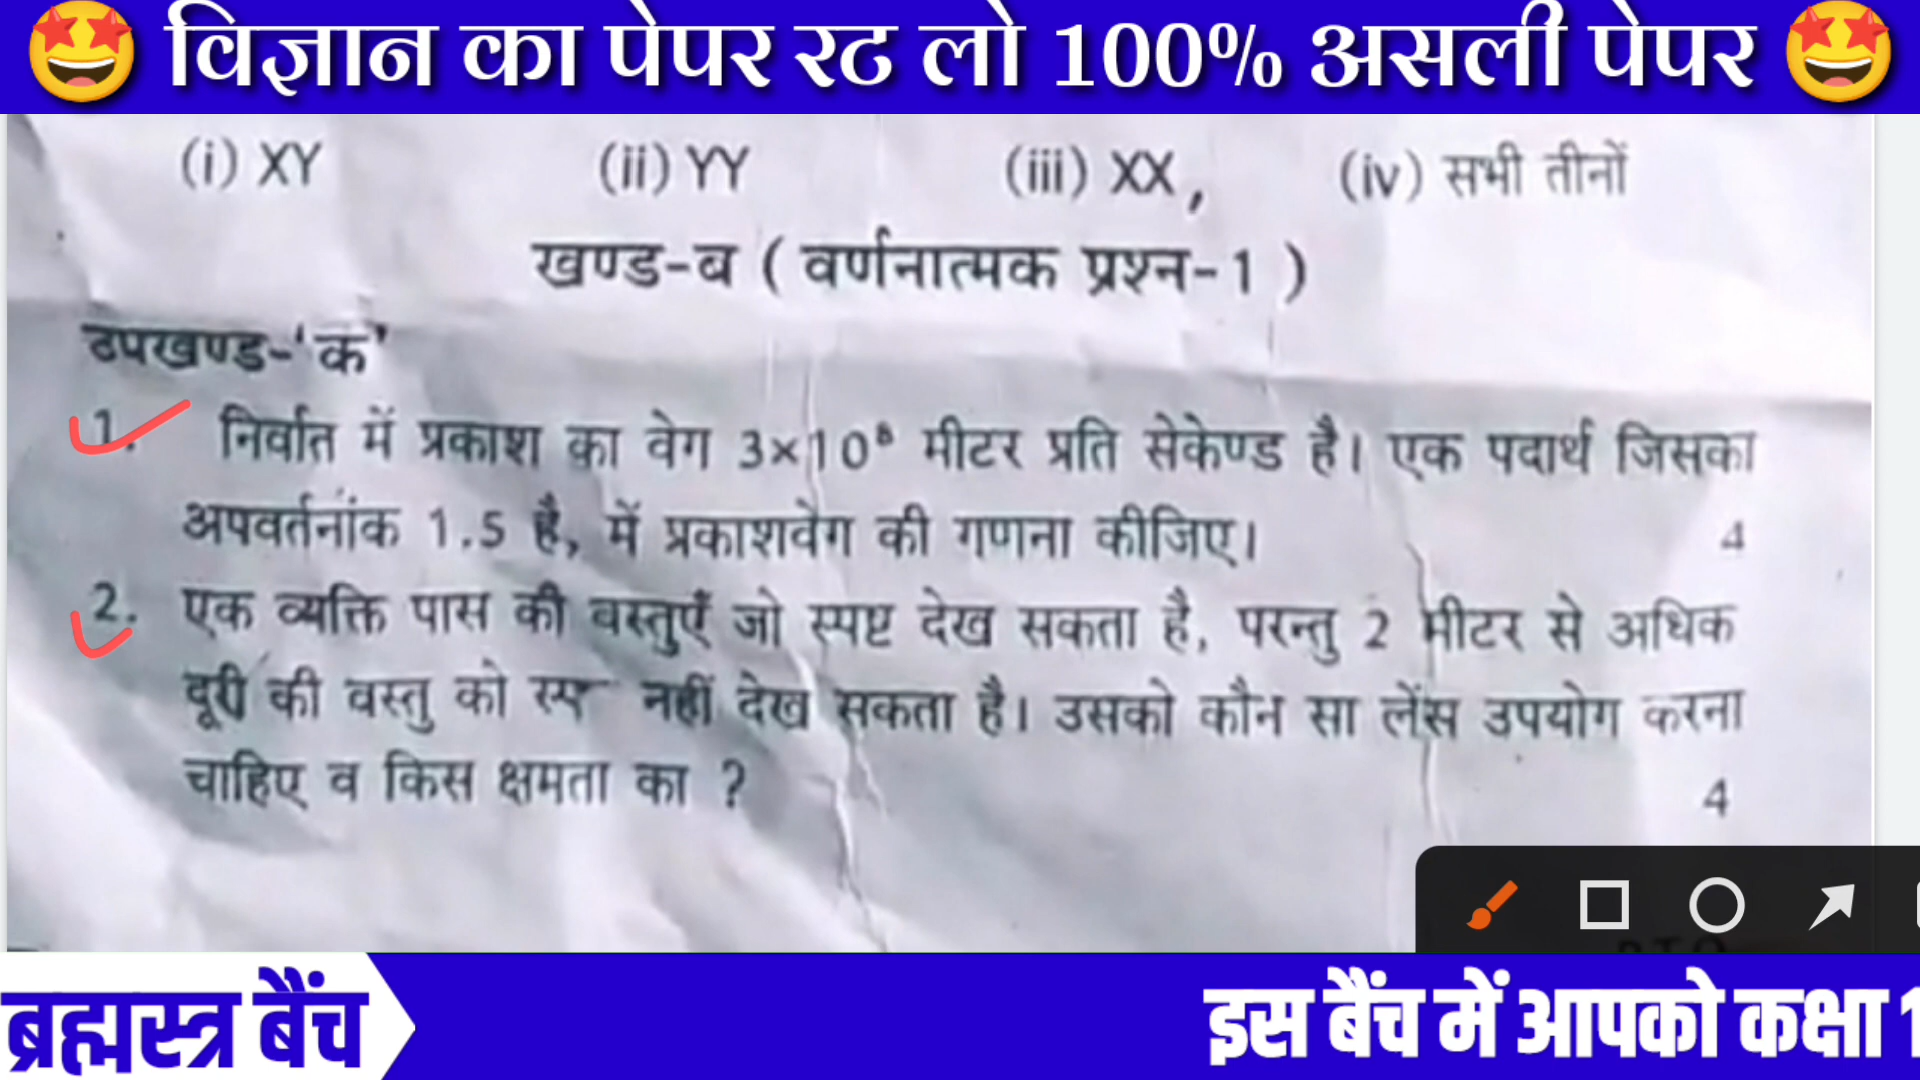 विज्ञान का पेपर रट लो 100% असली पेपर
(i) XY (ii) YY (iii) XX, (iv) सभी तीनों
खण्ड-ब ( वर्णनात्मक प्रश्न-1 )
उपखण्ड-'क'
1. निर्वात में प्रकाश का वेग 3×10⁸ मीटर प्रति सेकेण्ड है। एक पदार्थ जिसका
अपवर्तनांक 1.5 है, में प्रकाशवेग की गणना कीजिए। 4
2. एक व्यक्ति पास की वस्तुएँ जो स्पष्ट देख सकता है, परन्तु 2 मीटर से अधिक
दूरी की वस्तु को नहीं देख सकता है। उसको कौन सा लेंस उपयोग करना
चाहिए व किस क्षमता का ? 4
ब्रह्मस्त्र बैंच
इस बैंच में आपको कक्षा 1